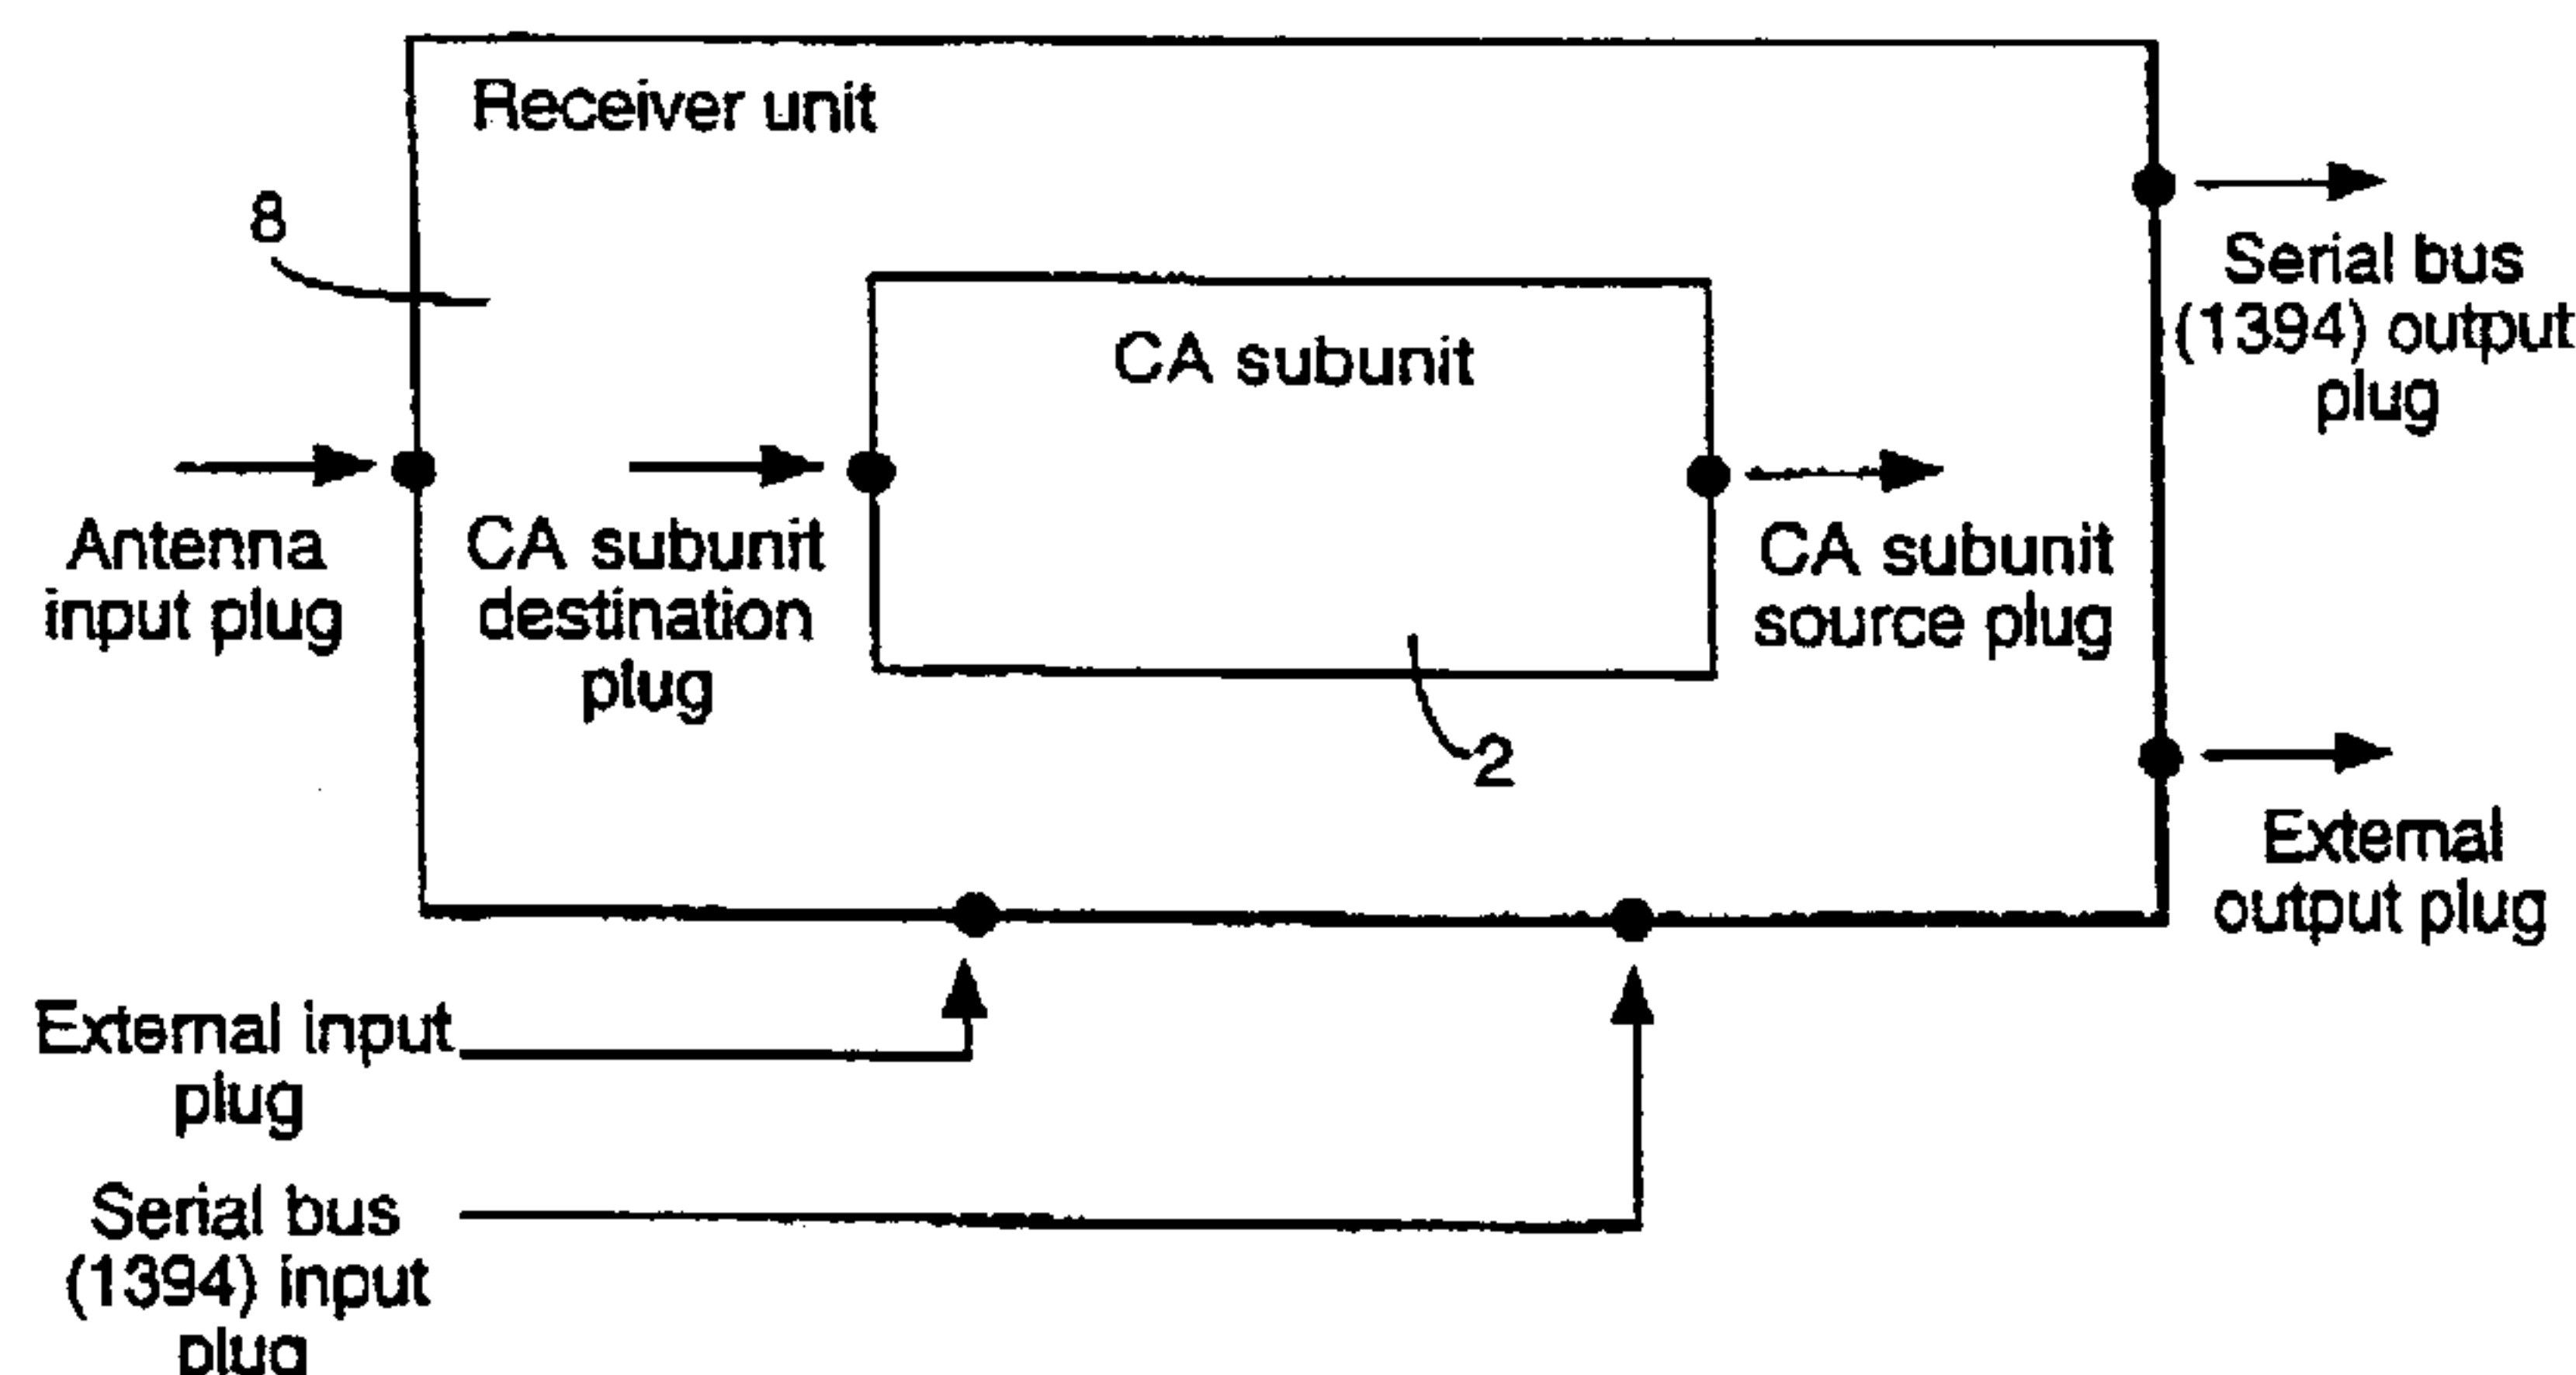 Receiver unit
8
Serial bus
(1394) output
plug
CA subunit
Antenna
input plug
CA subunit
destination
plug
CA subunit
source plug
2
External
output plug
External input
plug
Serial bus
(1394) input
plug